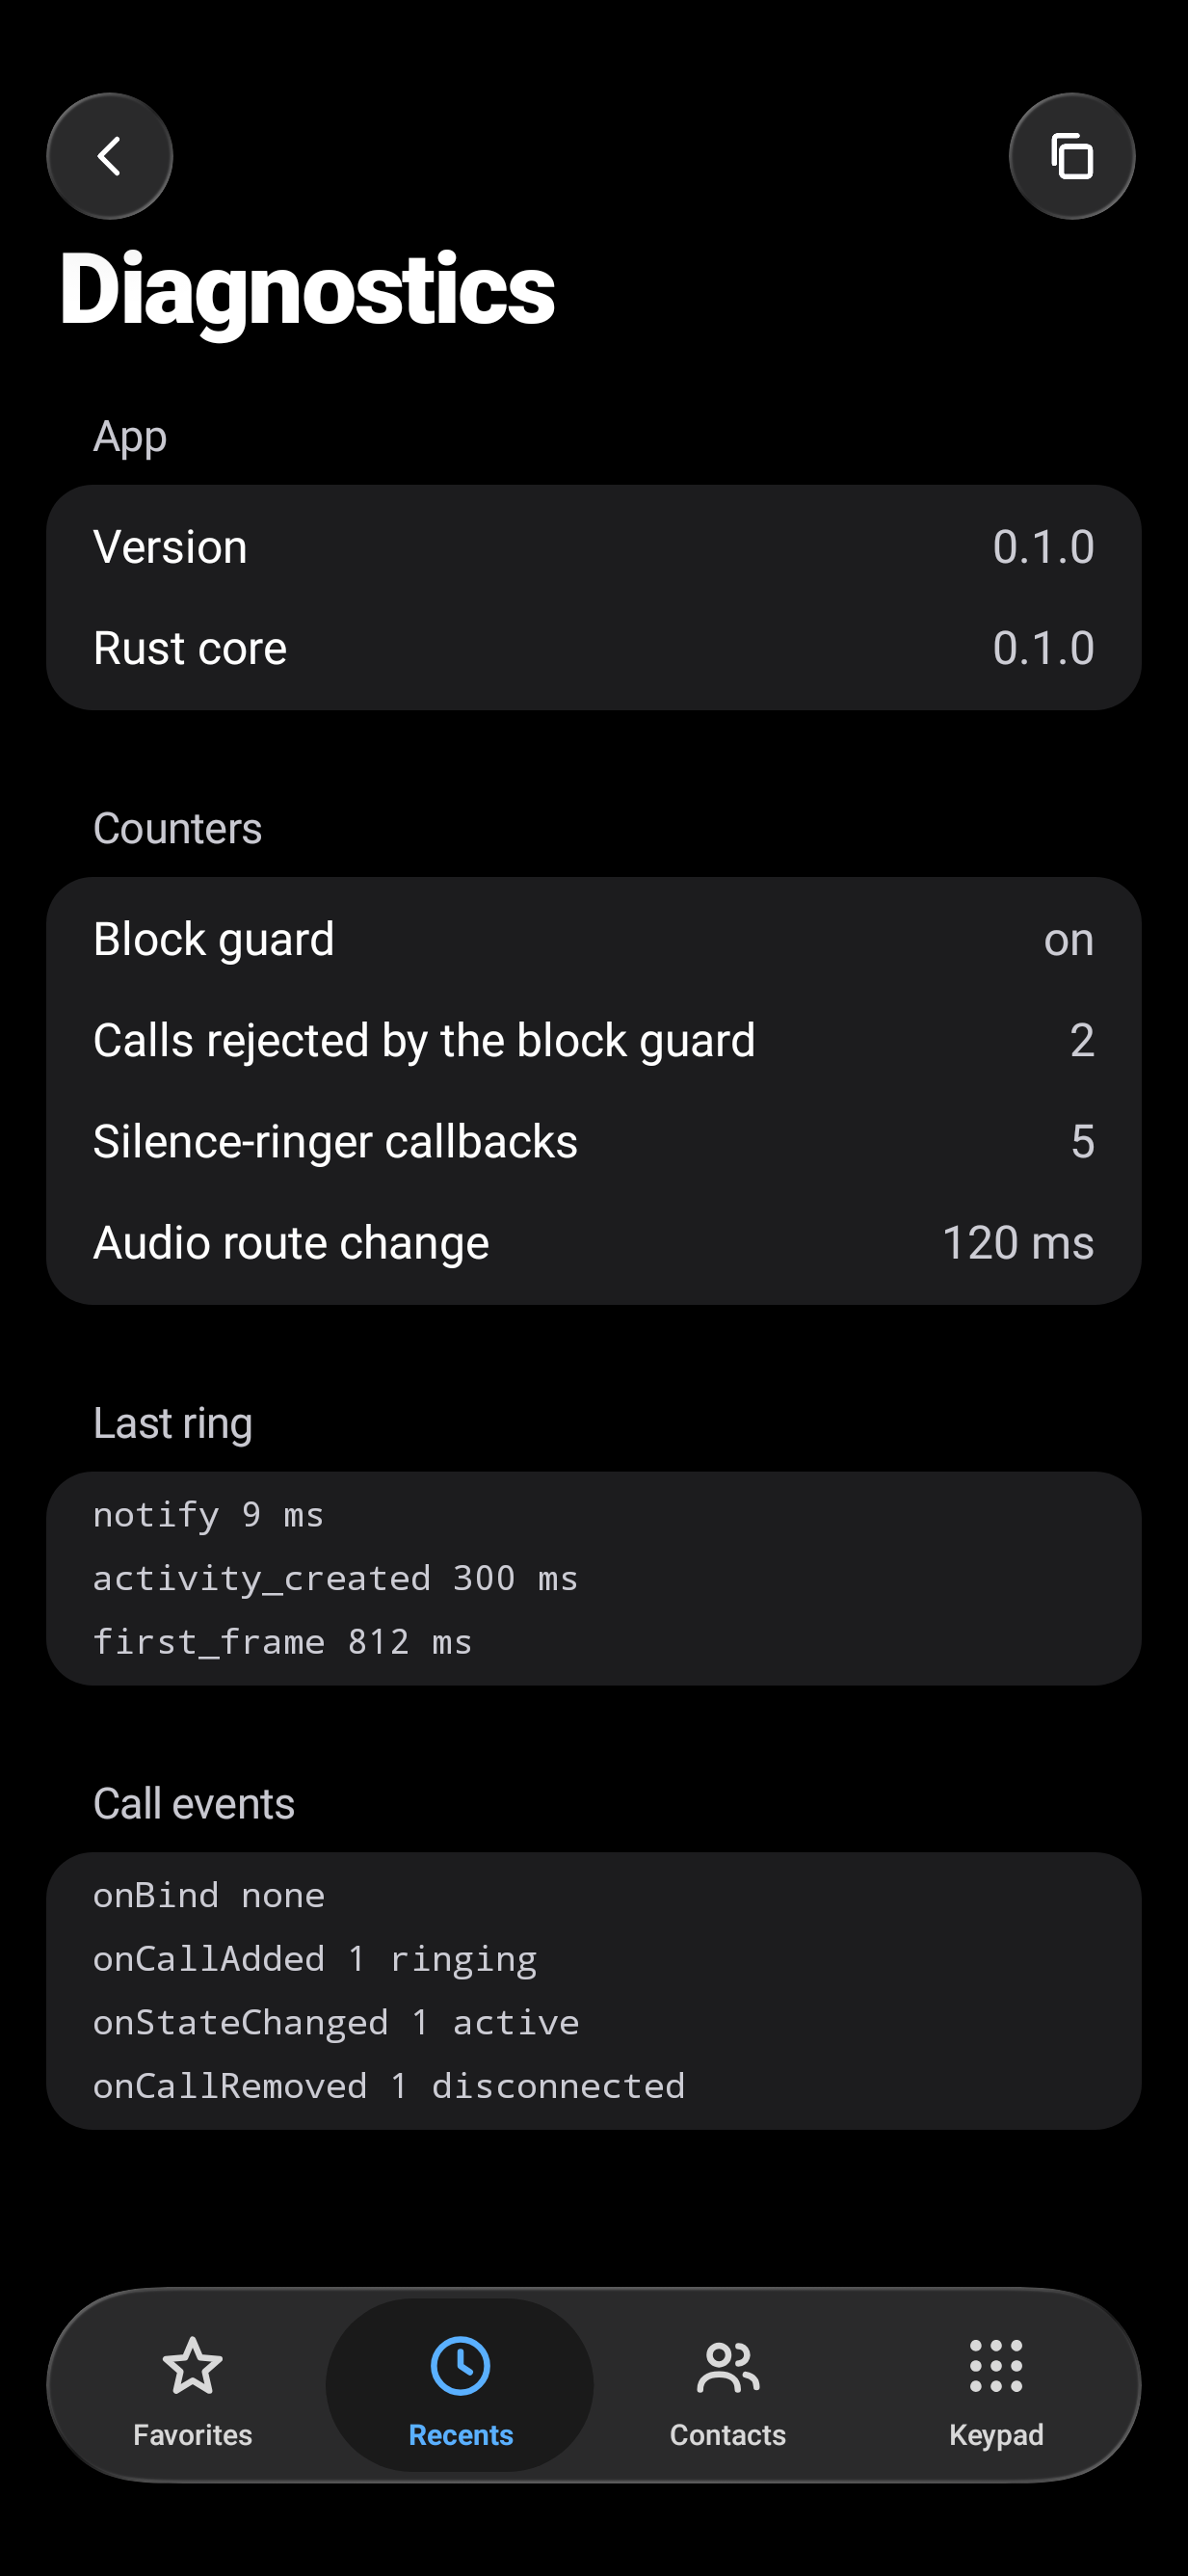 Diagnostics
App
Version 0.1.0
Rust core 0.1.0
Counters
Block guard on
Calls rejected by the block guard 2
Silence-ringer callbacks 5
Audio route change 120 ms
Last ring
notify 9 ms
activity_created 300 ms
first_frame 812 ms
Call events
onBind none
onCallAdded 1 ringing
onStateChanged 1 active
onCallRemoved 1 disconnected
Favorites Recents Contacts Keypad